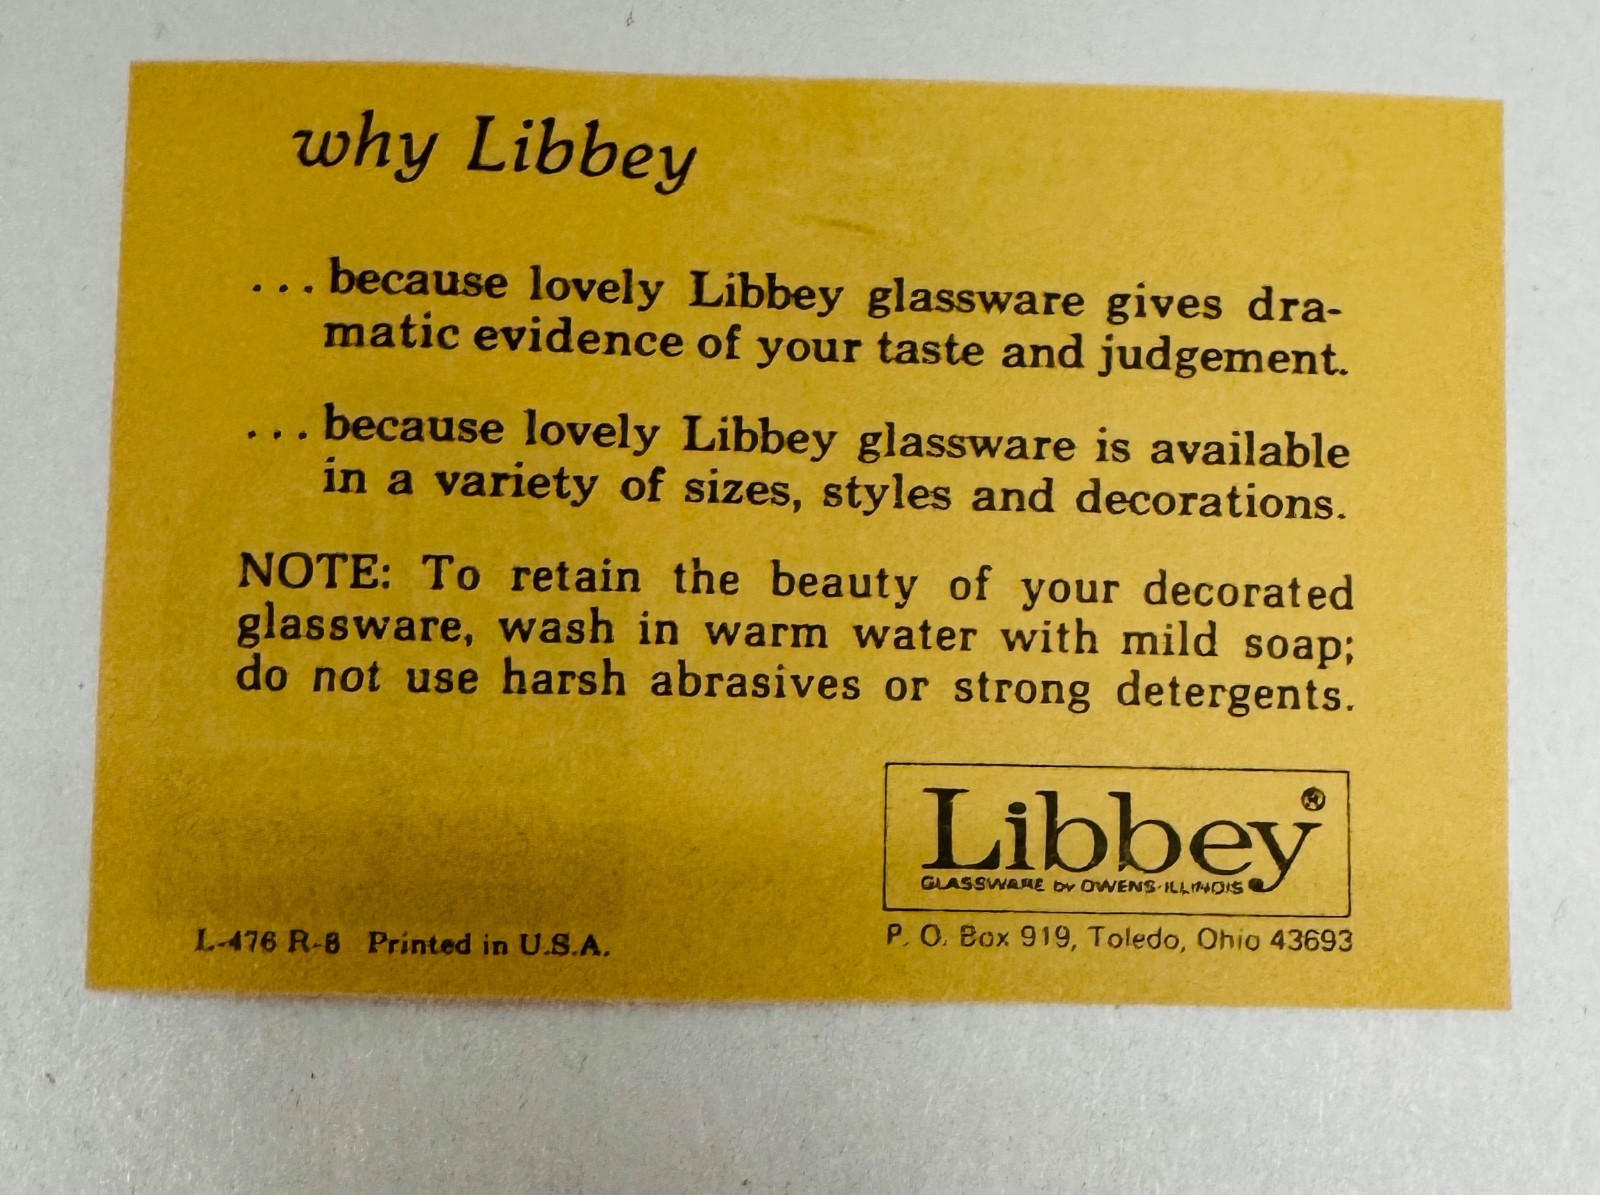 why Libbey
...because lovely Libbey glassware gives dra-
matic evidence of your taste and judgement.
...because lovely Libbey glassware is available
in a variety of sizes, styles and decorations.
NOTE: To retain the beauty of your decorated
glassware, wash in warm water with mild soap;
do not use harsh abrasives or strong detergents.
Libbey®
GLASSWARE by OWENS-ILLINOIS
L-476 R-8 Printed in U.S.A.
P. O. Box 919, Toledo, Ohio 43693